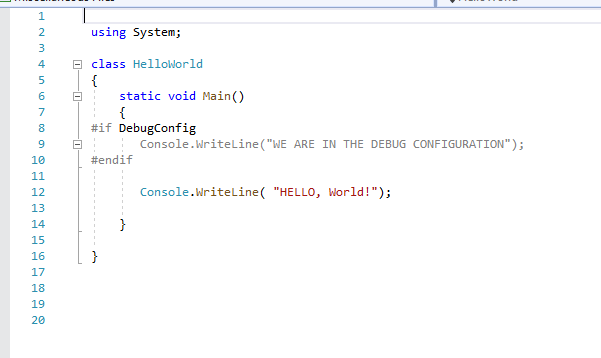 1
2 using System;
3
4 class HelloWorld
5 {
6 static void Main()
7 {
8 #if DebugConfig
9 Console.WriteLine("WE ARE IN THE DEBUG CONFIGURATION");
10 #endif
11
12 Console.WriteLine( "HELLO, World!");
13
14 }
15
16 }
17
18
19
20